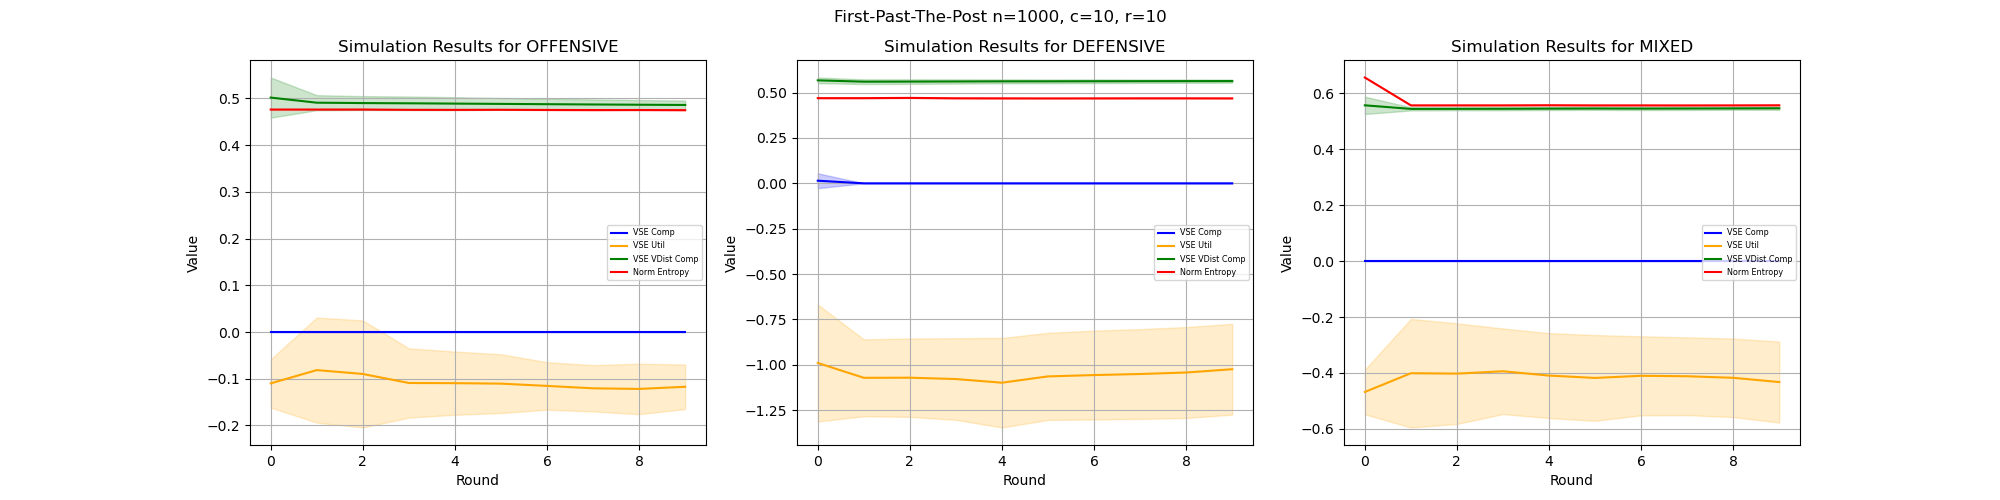 First-Past-The-Post n=1000, c=10, r=10
Simulation Results for OFFENSIVE
0.5
0.4
0.3
0.2
0.1
0.0
−0.1
−0.2
Value
0
2
4
6
8
Round
VSE Comp
VSE Util
VSE VDist Comp
Norm Entropy
Simulation Results for DEFENSIVE
0.50
0.25
0.00
−0.25
−0.50
−0.75
−1.00
−1.25
Value
0
2
4
6
8
Round
VSE Comp
VSE Util
VSE VDist Comp
Norm Entropy
Simulation Results for MIXED
0.6
0.4
0.2
0.0
−0.2
−0.4
−0.6
Value
0
2
4
6
8
Round
VSE Comp
VSE Util
VSE VDist Comp
Norm Entropy